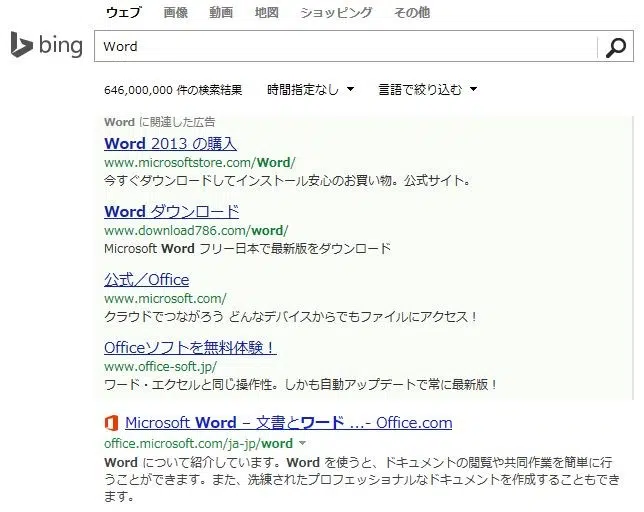 ウェブ 画像 動画 地図 ショッピング その他
bing Word
646,000,000 件の検索結果 時間指定なし 言語で絞り込む
Word に関連した広告
Word 2013 の購入
www.microsoftstore.com/Word/
今すぐダウンロードしてインストール安心のお買い物。公式サイト。
Word ダウンロード
www.download786.com/word/
Microsoft Word フリー日本で最新版をダウンロード
公式／Office
www.microsoft.com/
クラウドでつながろう どんなデバイスからでもファイルにアクセス！
Officeソフトを無料体験！
www.office-soft.jp/
ワード・エクセルと同じ操作性。しかも自動アップデートで常に最新版！
Microsoft Word – 文書とワード ...- Office.com
office.microsoft.com/ja-jp/word
Word について紹介しています。Word を使うと、ドキュメントの閲覧や共同作業を簡単に行
うことができます。また、洗練されたプロフェッショナルなドキュメントを作成することもでき
ます。